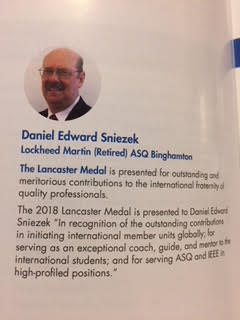 Daniel Edward Sniezek
Lockheed Martin (Retired) ASQ Binghamton
The Lancaster Medal is presented for outstanding and
meritorious contributions to the international fraternity of
quality professionals.
The 2018 Lancaster Medal is presented to Daniel Edward
Sniezek "In recognition of the outstanding contributions
in initiating international member units globally; for
serving as an exceptional coach, guide, and mentor to the
international students; and for serving ASQ and IEEE in
high-profiled positions."